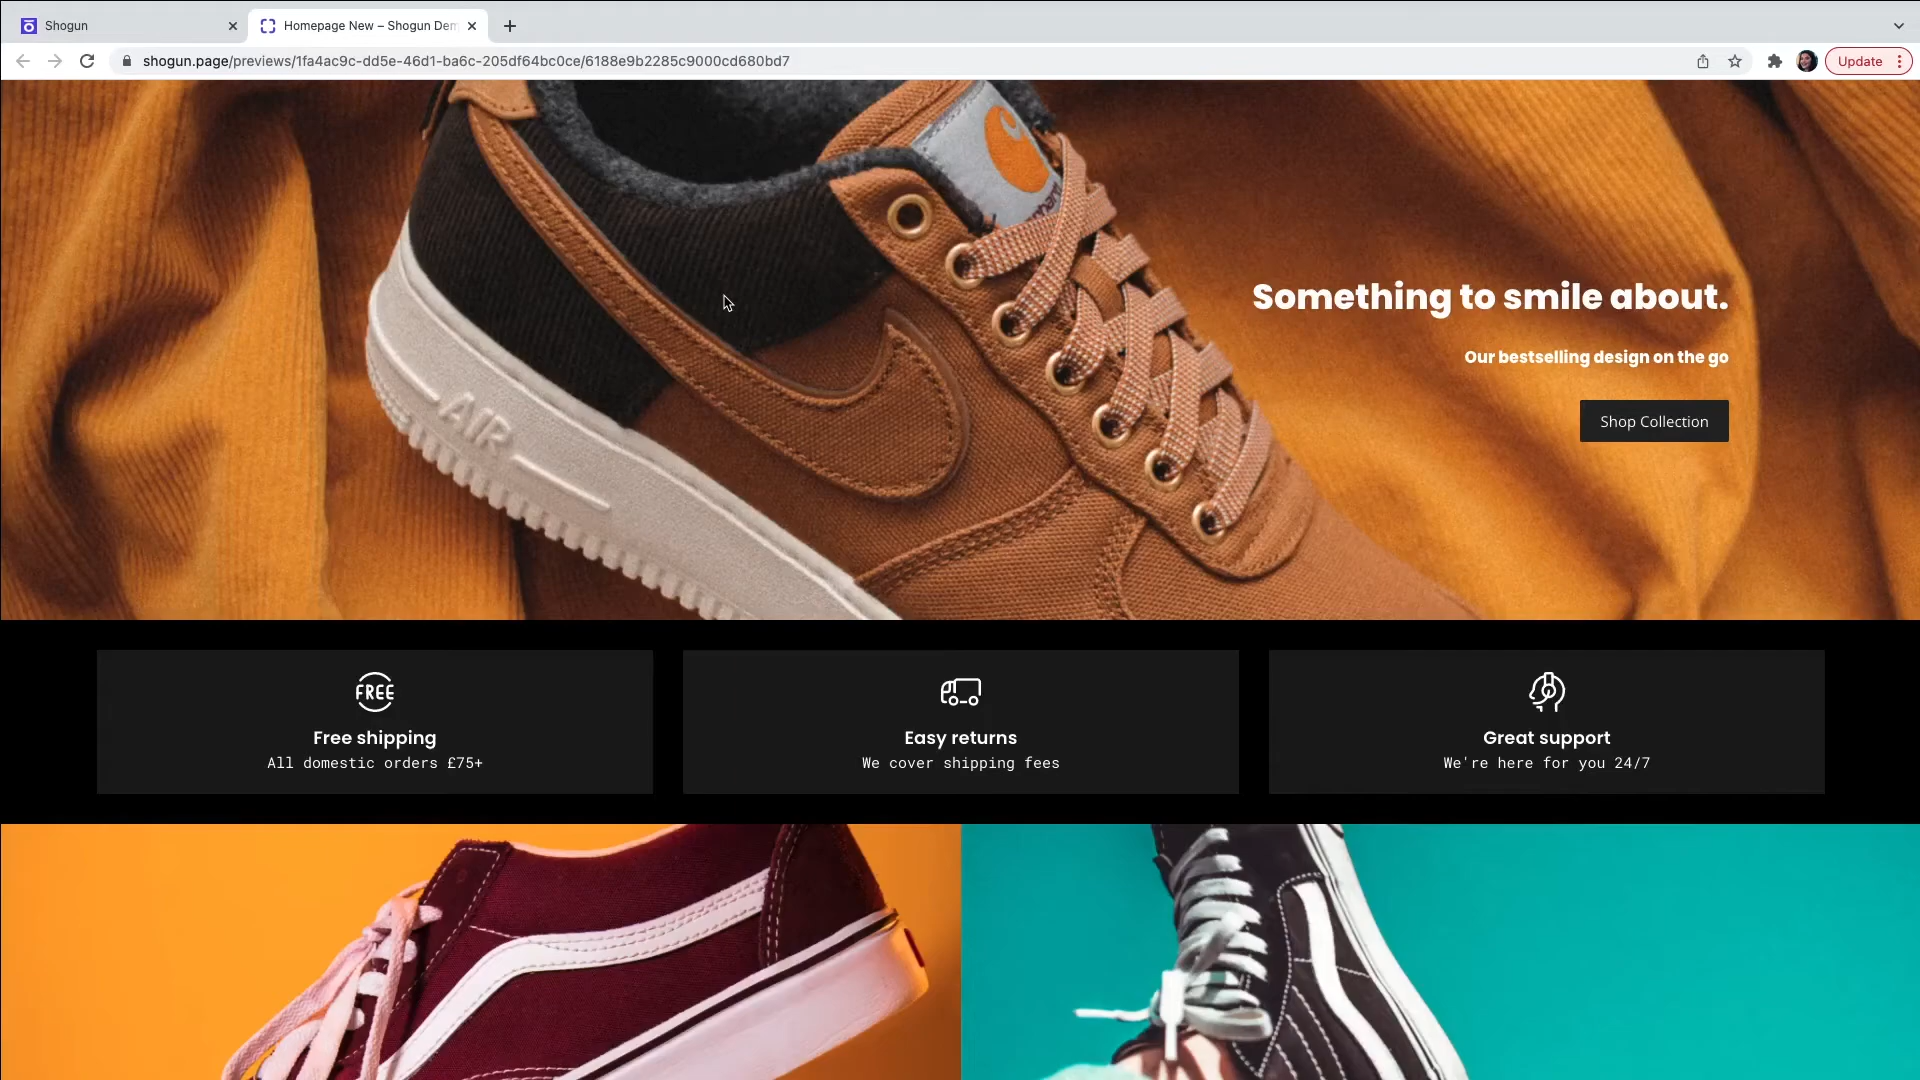 Shogun
Homepage New – Shogun Dem
shogun.page/previews/1fa4ac9c-dd5e-46d1-ba6c-205df64bc0ce/6188e9b2285c9000cd680bd7
Update
AIR
Something to smile about.
Our bestselling design on the go
Shop Collection
FREE
Free shipping
All domestic orders £75+
Easy returns
We cover shipping fees
Great support
We're here for you 24/7